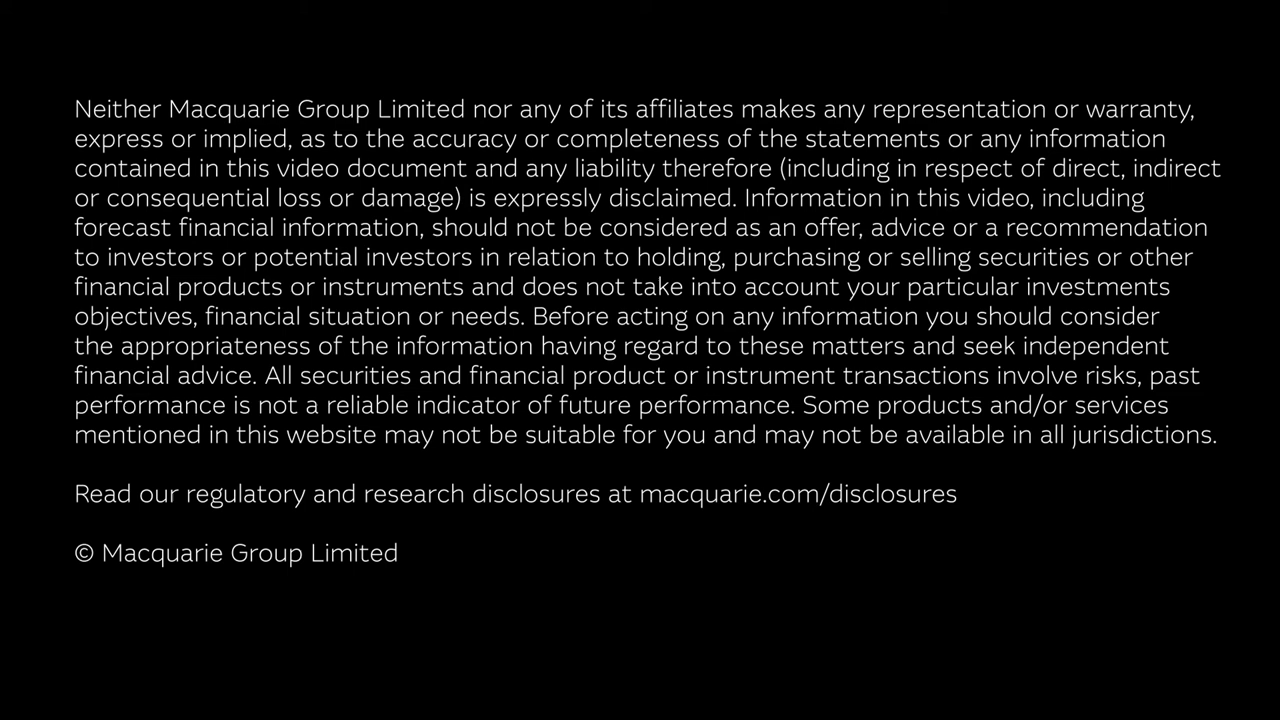 Neither Macquarie Group Limited nor any of its affiliates makes any representation or warranty,
express or implied, as to the accuracy or completeness of the statements or any information
contained in this video document and any liability therefore (including in respect of direct, indirect
or consequential loss or damage) is expressly disclaimed. Information in this video, including
forecast financial information, should not be considered as an offer, advice or a recommendation
to investors or potential investors in relation to holding, purchasing or selling securities or other
financial products or instruments and does not take into account your particular investments
objectives, financial situation or needs. Before acting on any information you should consider
the appropriateness of the information having regard to these matters and seek independent
financial advice. All securities and financial product or instrument transactions involve risks, past
performance is not a reliable indicator of future performance. Some products and/or services
mentioned in this website may not be suitable for you and may not be available in all jurisdictions.
Read our regulatory and research disclosures at macquarie.com/disclosures
© Macquarie Group Limited